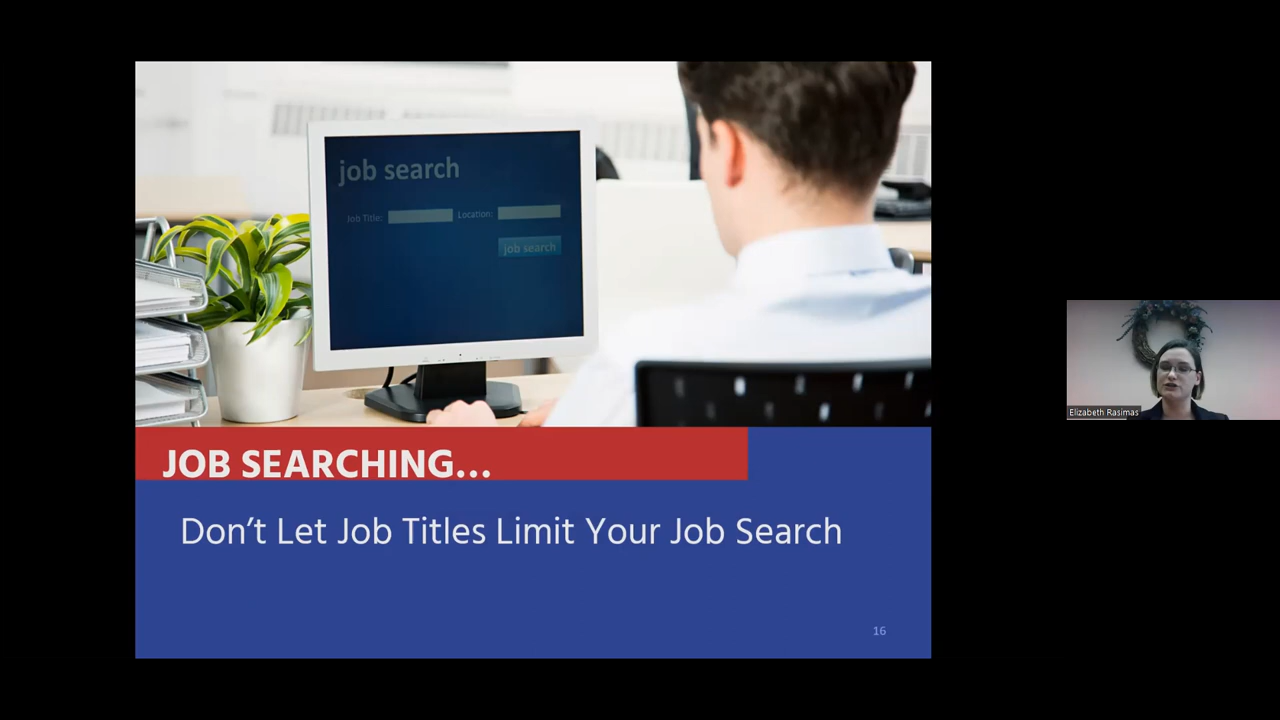 job search
Job Title: Location:
job search
JOB SEARCHING...
Don't Let Job Titles Limit Your Job Search
16
Elizabeth Rasimas